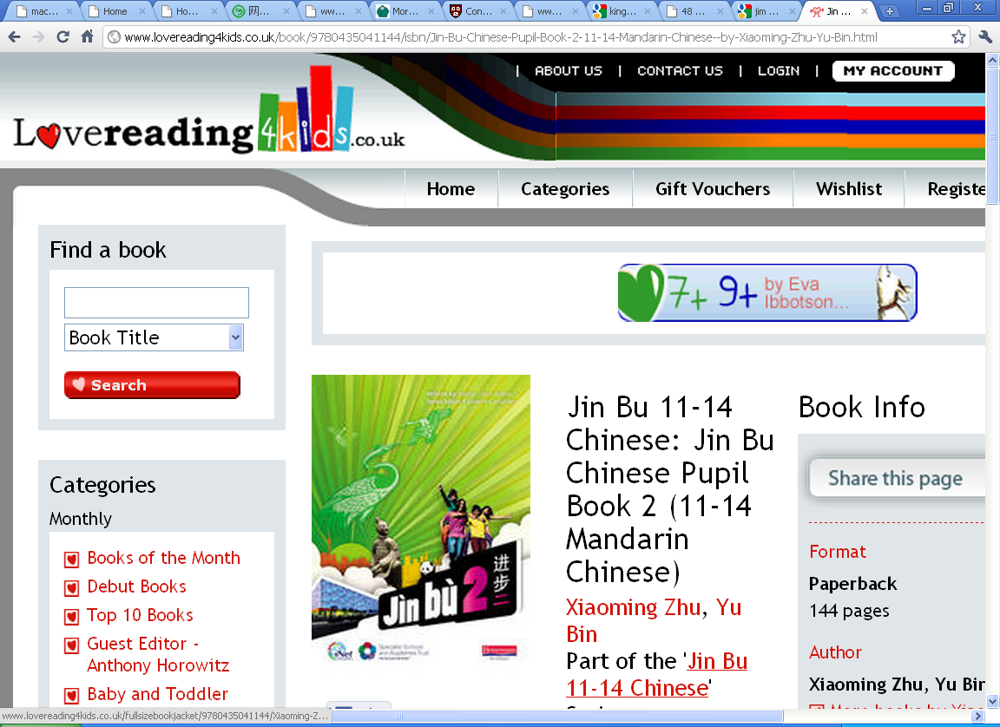 mac...
Home
Ho...
网...
www...
Mor...
Con...
www...
king...
48 ...
jim ...
Jin ...
www.lovereading4kids.co.uk/book/9780435041144/isbn/Jin-Bu-Chinese-Pupil-Book-2-11-14-Mandarin-Chinese--by-Xiaoming-Zhu-Yu-Bin.html
| ABOUT US | CONTACT US | LOGIN | MY ACCOUNT
Lovereading4kids.co.uk
Home Categories Gift Vouchers Wishlist Registe
Find a book
Book Title
Search
7+ 9+ by Eva
Ibbotson...
Categories
Monthly
Books of the Month
Debut Books
Top 10 Books
Guest Editor -
Anthony Horowitz
Baby and Toddler
Jìn bù 2
进步
二
Jin Bu 11-14
Chinese: Jin Bu
Chinese Pupil
Book 2 (11-14
Mandarin
Chinese)
Xiaoming Zhu, Yu
Bin
Part of the 'Jin Bu
11-14 Chinese'
Book Info
Share this page
Format
Paperback
144 pages
Author
Xiaoming Zhu, Yu Bin
www.lovereading4kids.co.uk/fullsizebookjacket/9780435041144/Xiaoming-Z...